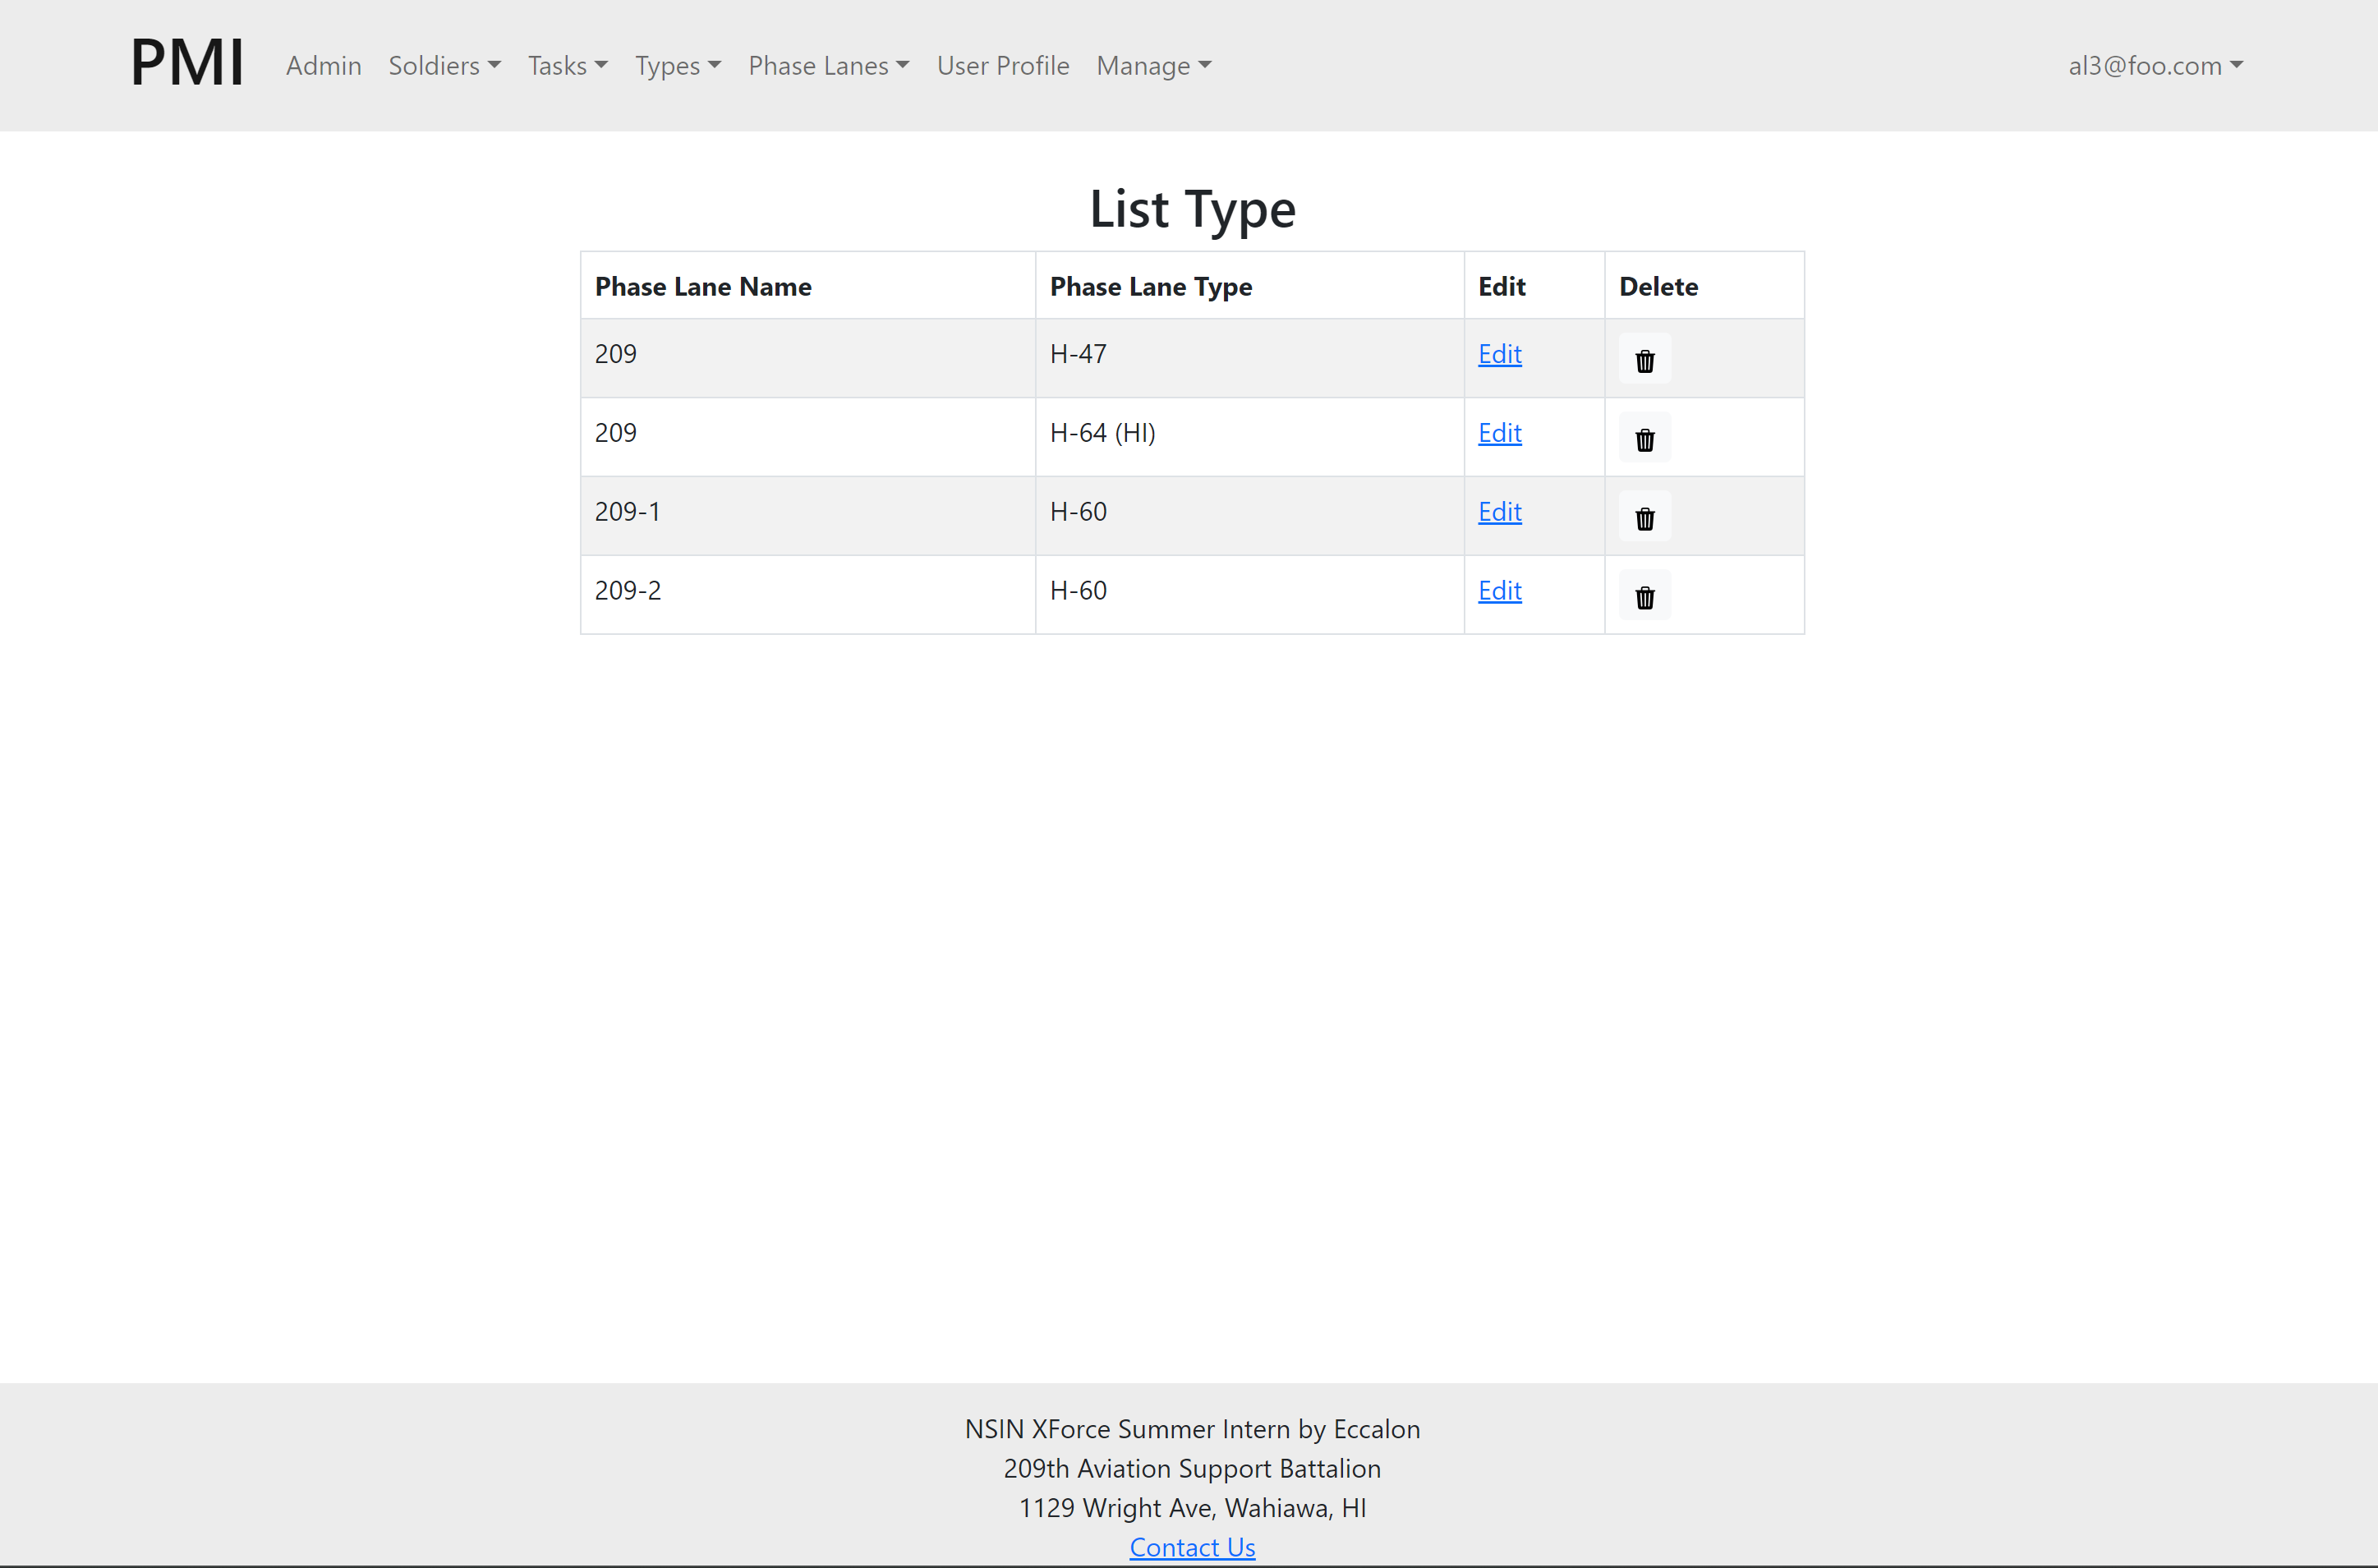 PMI Admin Soldiers Tasks Types Phase Lanes User Profile Manage al3@foo.com
List Type
Phase Lane Name Phase Lane Type Edit Delete
209 H-47 Edit
209 H-64 (HI) Edit
209-1 H-60 Edit
209-2 H-60 Edit
NSIN XForce Summer Intern by Eccalon
209th Aviation Support Battalion
1129 Wright Ave, Wahiawa, HI
Contact Us